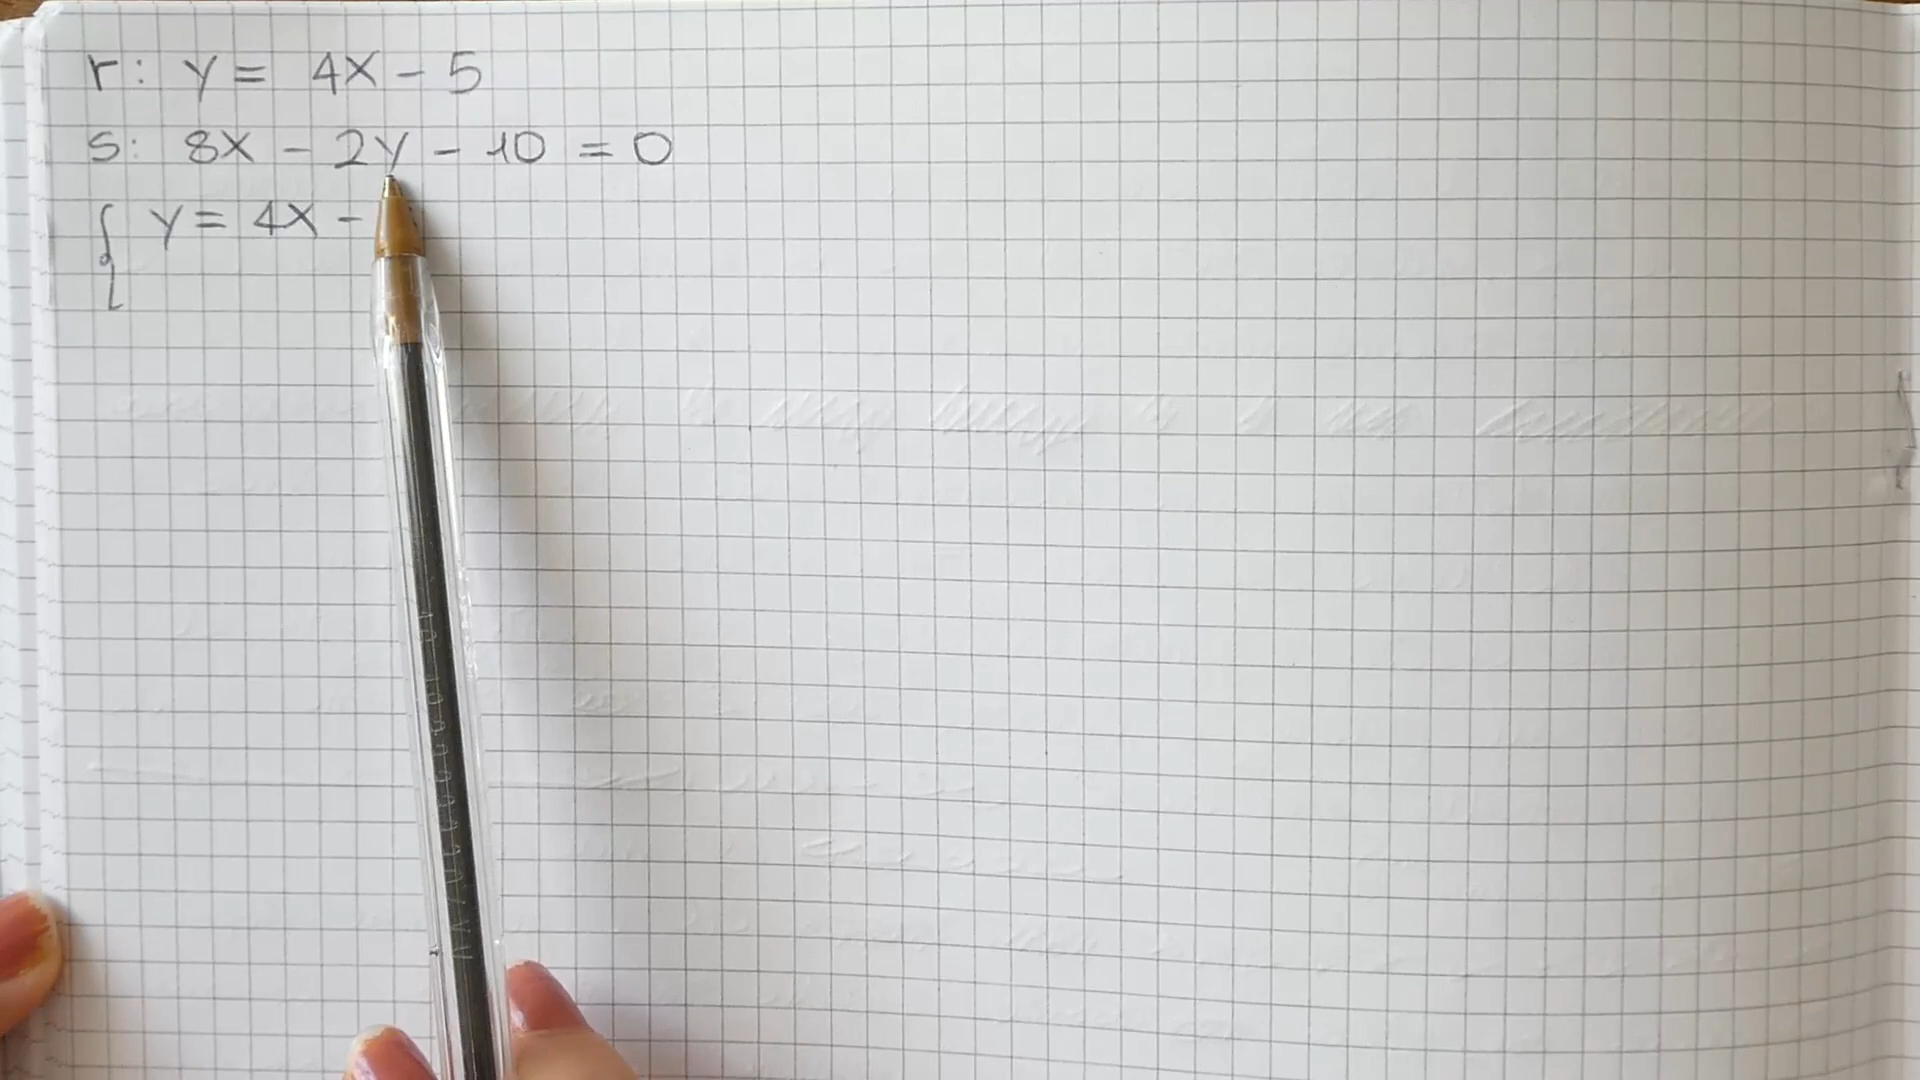 r: y = 4x - 5
s: 8x - 2y - 10 = 0
{ y = 4x -